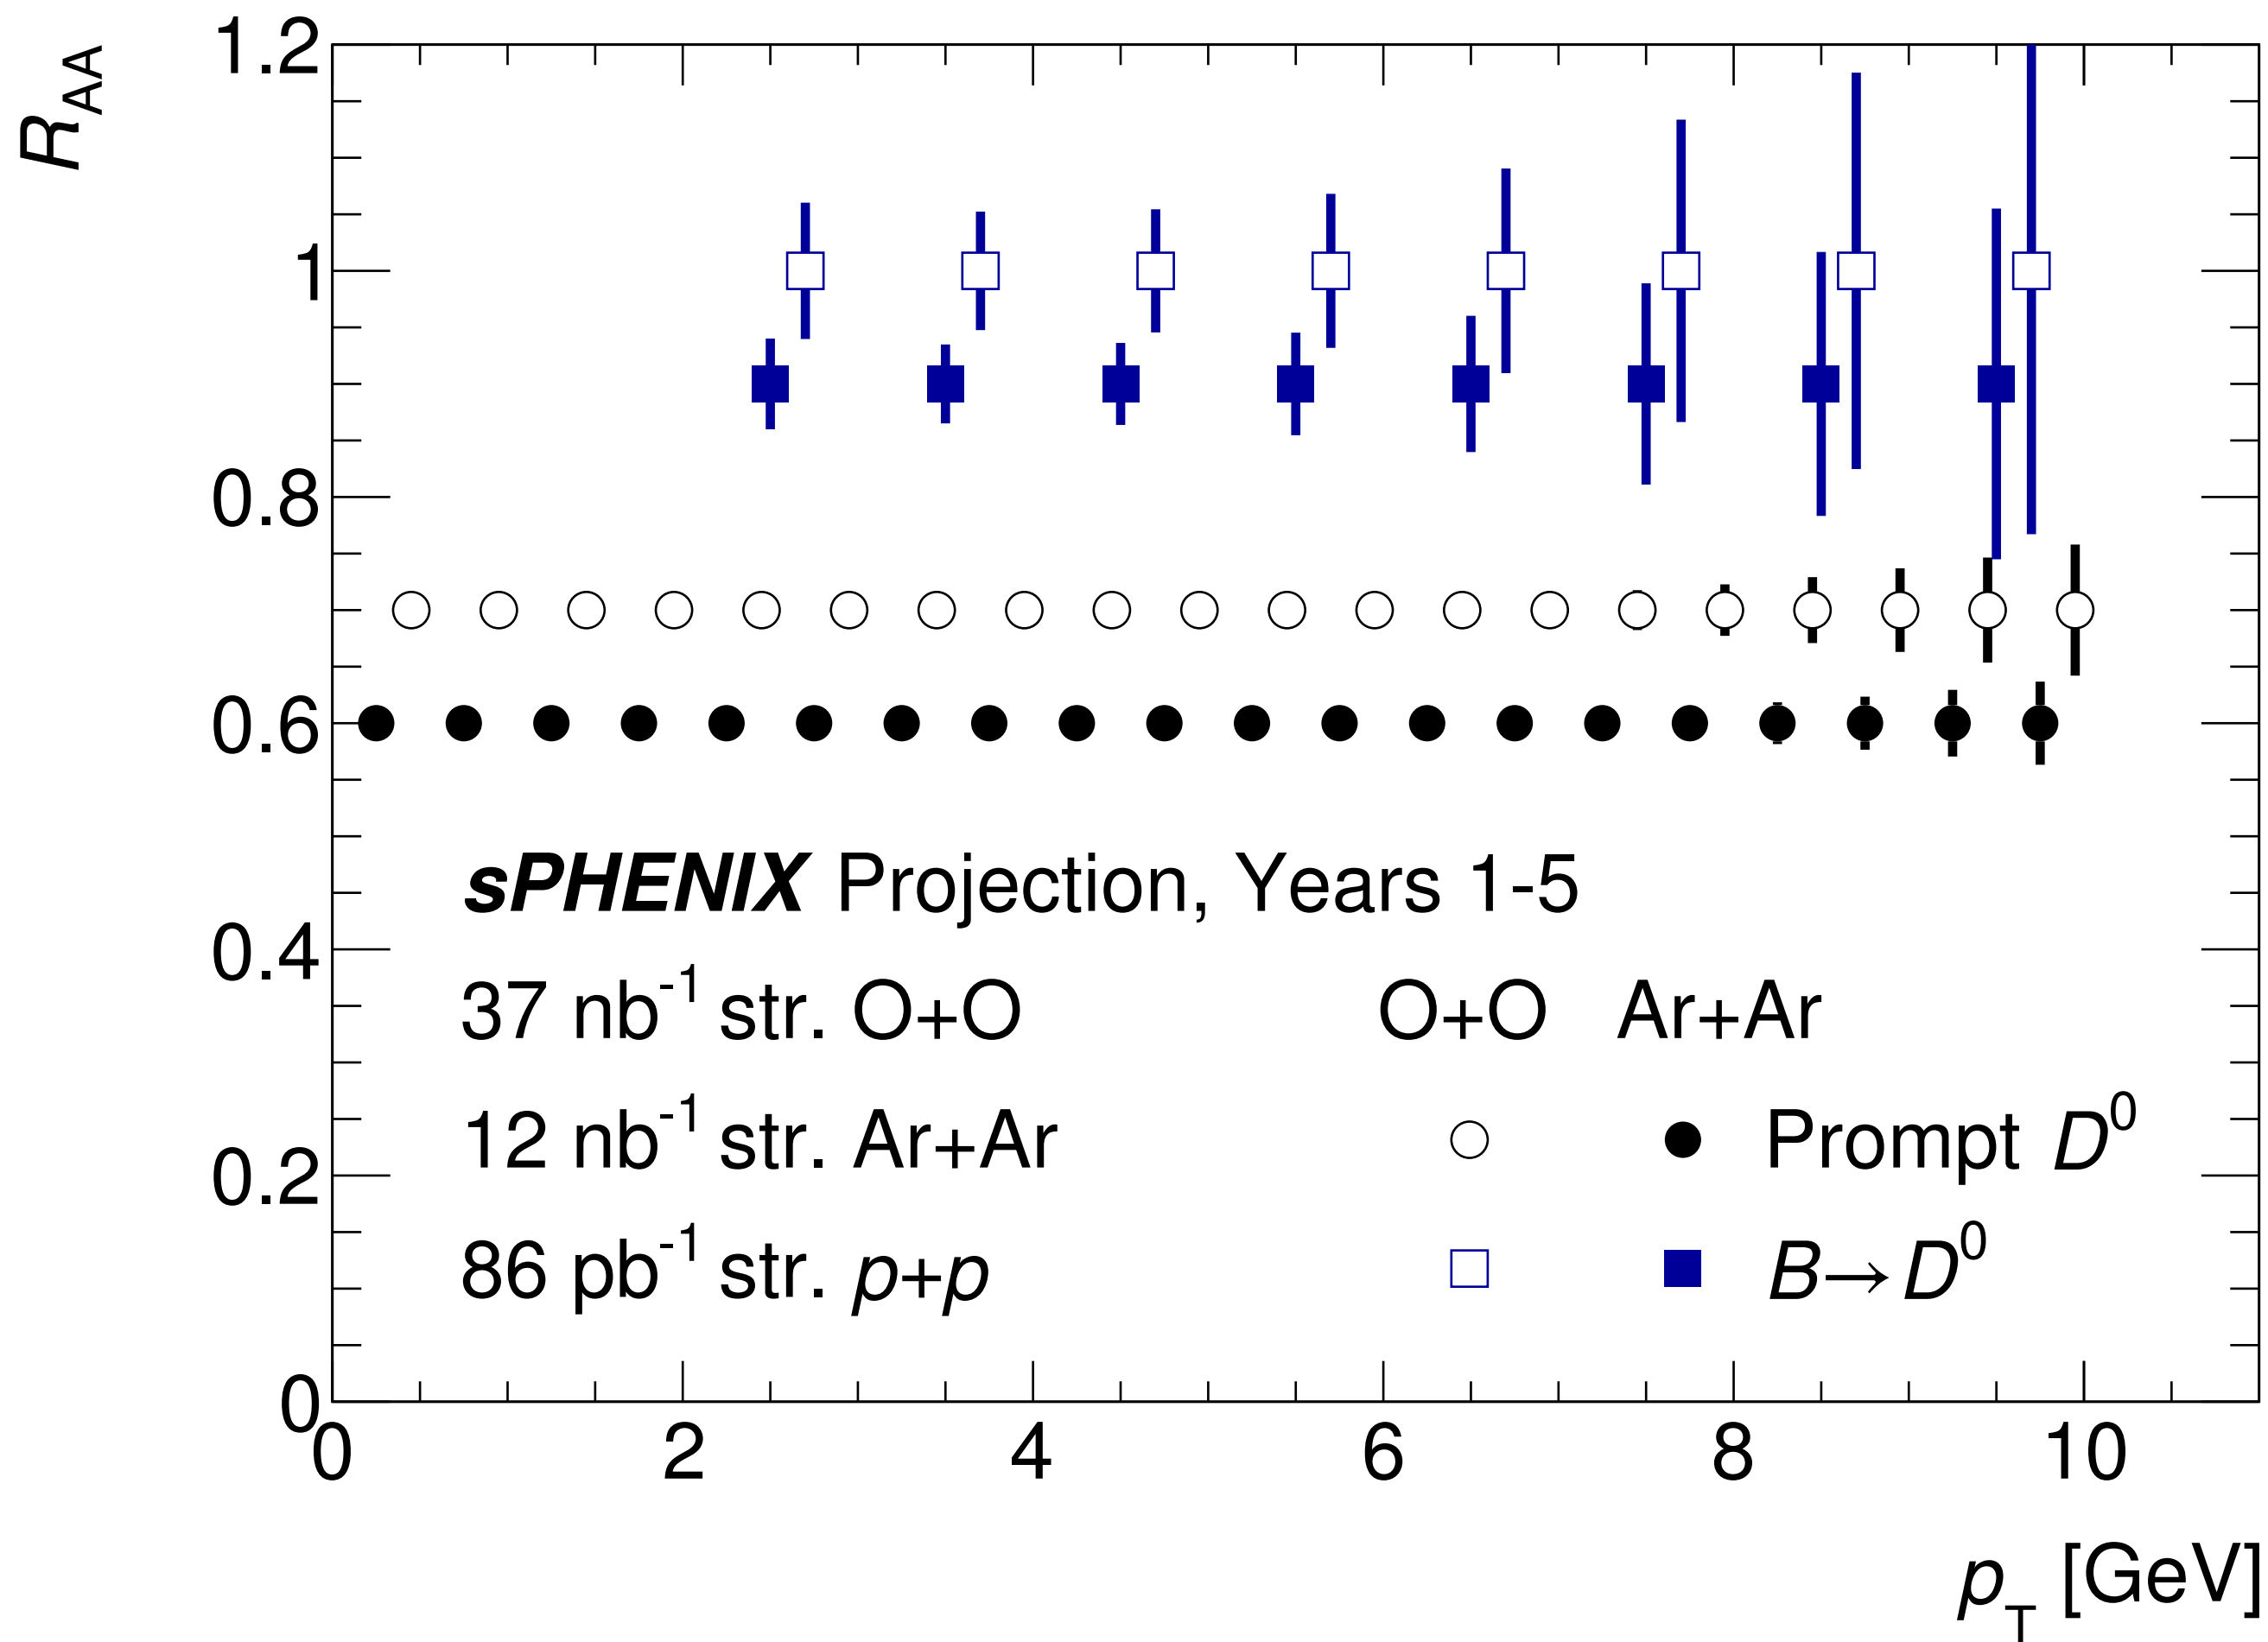 R_AA
1.2
1
0.8
0.6
0.4
0.2
0
sPHENIX Projection, Years 1-5
37 nb⁻¹ str. O+O
12 nb⁻¹ str. Ar+Ar
86 pb⁻¹ str. p+p
O+O Ar+Ar
Prompt D⁰
B→D⁰
0 2 4 6 8 10
p_T [GeV]